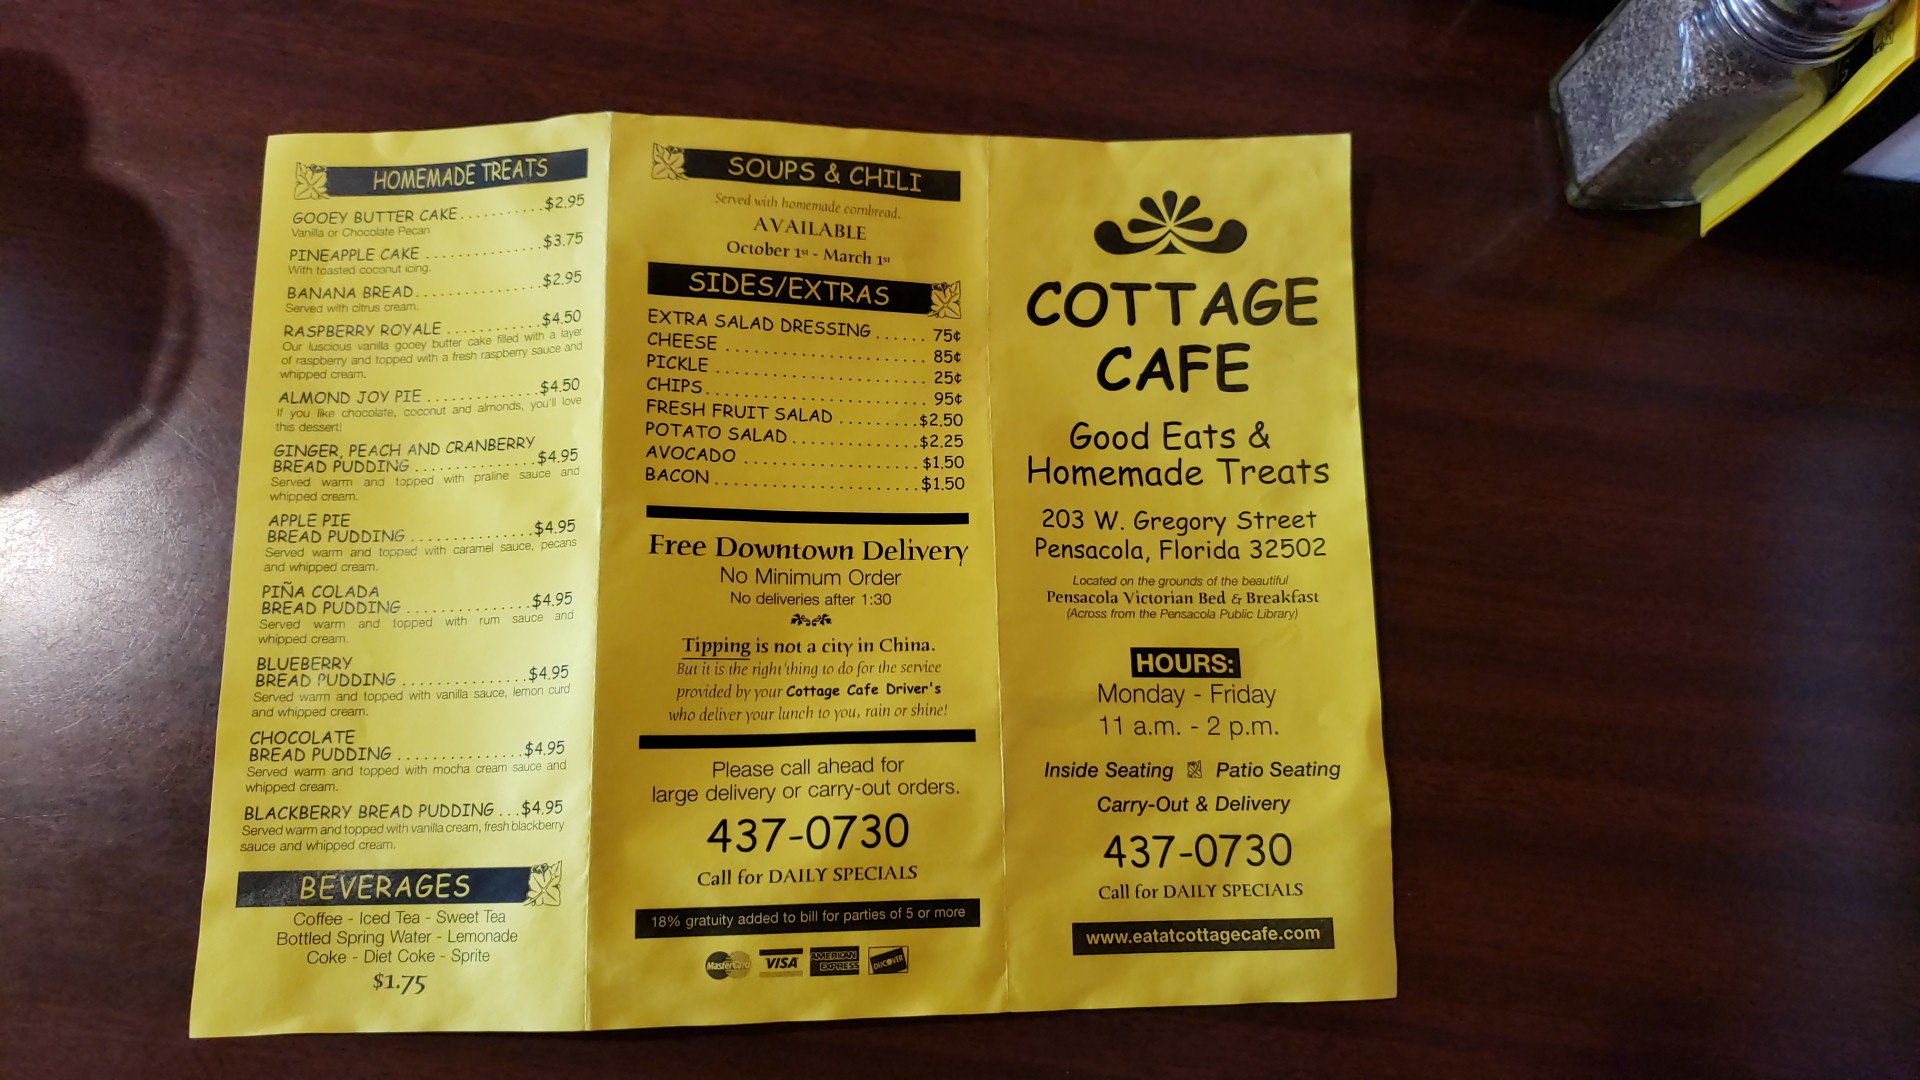 HOMEMADE TREATS
GOOEY BUTTER CAKE...........$2.95
Vanilla or Chocolate Pecan
PINEAPPLE CAKE ...............$3.75
With toasted coconut icing.
BANANA BREAD................$2.95
Served with citrus cream.
RASPBERRY ROYALE ............$4.50
Our luscious vanilla gooey butter cake filled with a layer
of raspberry and topped with a fresh raspberry sauce and
whipped cream.
ALMOND JOY PIE ..............$4.50
If you like chocolate, coconut and almonds, you'll love
this dessert!
GINGER, PEACH AND CRANBERRY
BREAD PUDDING ...............$4.95
Served warm and topped with praline sauce and
whipped cream.
APPLE PIE
BREAD PUDDING ...............$4.95
Served warm and topped with caramel sauce, pecans
and whipped cream.
PIÑA COLADA
BREAD PUDDING ...............$4.95
Served warm and topped with rum sauce and
whipped cream.
BLUEBERRY
BREAD PUDDING ...............$4.95
Served warm and topped with vanilla sauce, lemon curd
and whipped cream.
CHOCOLATE
BREAD PUDDING ...............$4.95
Served warm and topped with mocha cream sauce and
whipped cream.
BLACKBERRY BREAD PUDDING ...$4.95
Served warm and topped with vanilla cream, fresh blackberry
sauce and whipped cream.
BEVERAGES
Coffee - Iced Tea - Sweet Tea
Bottled Spring Water - Lemonade
Coke - Diet Coke - Sprite
$1.75
SOUPS & CHILI
Served with homemade cornbread.
AVAILABLE
October 1st - March 1st
SIDES/EXTRAS
EXTRA SALAD DRESSING ...... 75¢
CHEESE ...................... 85¢
PICKLE ....................... 25¢
CHIPS........................ 95¢
FRESH FRUIT SALAD .........$2.50
POTATO SALAD ..............$2.25
AVOCADO ................... $1.50
BACON ......................$1.50
Free Downtown Delivery
No Minimum Order
No deliveries after 1:30
Tipping is not a city in China.
But it is the right thing to do for the service
provided by your Cottage Cafe Driver's
who deliver your lunch to you, rain or shine!
Please call ahead for
large delivery or carry-out orders.
437-0730
Call for DAILY SPECIALS
18% gratuity added to bill for parties of 5 or more
MasterCard VISA AMERICAN EXPRESS DISCOVER
COTTAGE
CAFE
Good Eats &
Homemade Treats
203 W. Gregory Street
Pensacola, Florida 32502
Located on the grounds of the beautiful
Pensacola Victorian Bed & Breakfast
(Across from the Pensacola Public Library)
HOURS:
Monday - Friday
11 a.m. - 2 p.m.
Inside Seating Patio Seating
Carry-Out & Delivery
437-0730
Call for DAILY SPECIALS
www.eatatcottagecafe.com